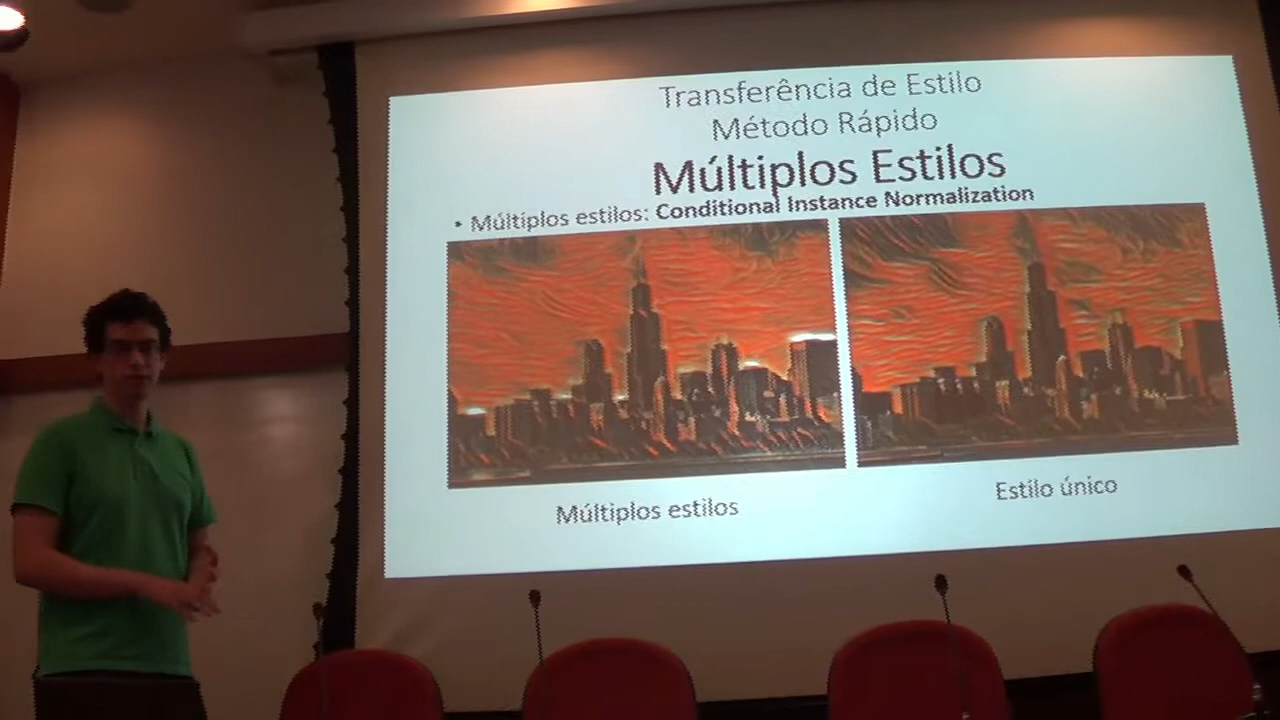 Transferência de Estilo
Método Rápido
Múltiplos Estilos
• Múltiplos estilos: Conditional Instance Normalization
Múltiplos estilos
Estilo único